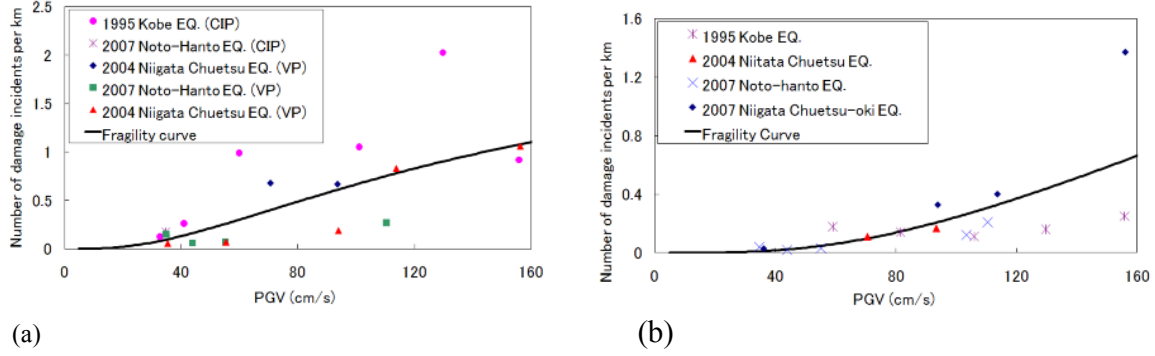 Number of damage incidents per km
2.5
2
1.5
1
0.5
0
1995 Kobe EQ. (CIP)
2007 Noto-Hanto EQ. (CIP)
2004 Niigata Chuetsu EQ. (VP)
2007 Noto-Hanto EQ. (VP)
2004 Niigata Chuetsu EQ. (VP)
Fragility curve
0 40 80 120 160
PGV (cm/s)
(a)
Number of damage incidents per km
1.6
1.2
0.8
0.4
0.0
1995 Kobe EQ.
2004 Niitata Chuetsu EQ.
2007 Noto-hanto EQ.
2007 Niigata Chuetsu-oki EQ.
Fragility Curve
0 40 80 120 160
PGV (cm/s)
(b)